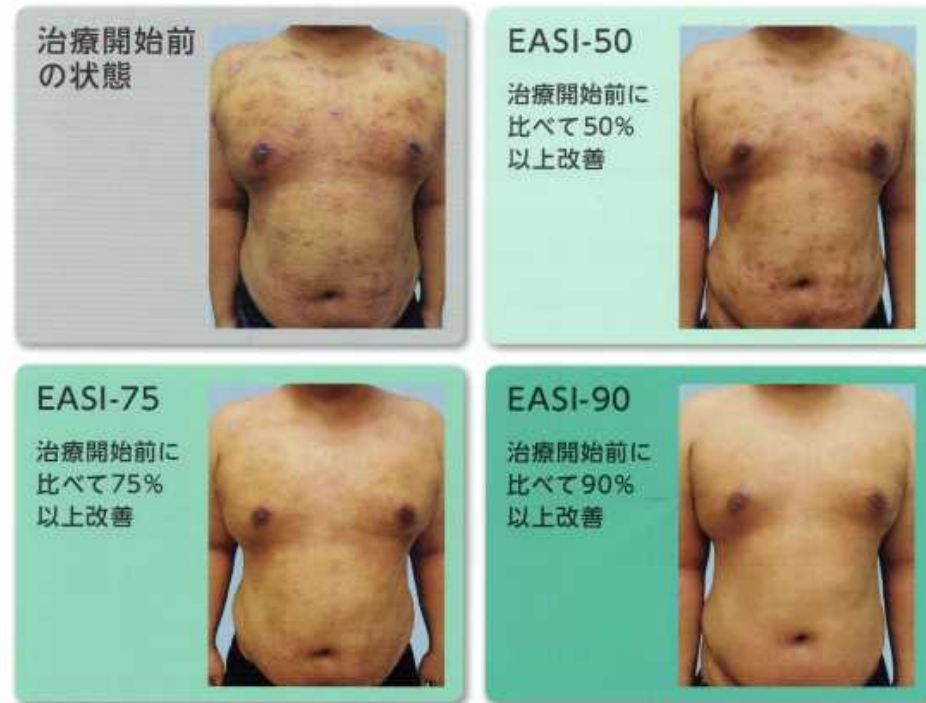 治療開始前
の状態
EASI-50
治療開始前に
比べて50%
以上改善
EASI-75
治療開始前に
比べて75%
以上改善
EASI-90
治療開始前に
比べて90%
以上改善